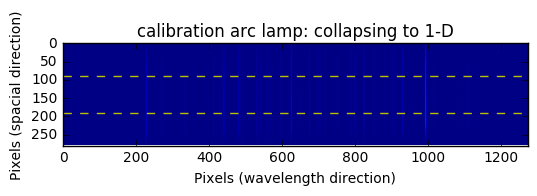 calibration arc lamp: collapsing to 1-D
Pixels (spacial direction)
0
50
100
150
200
250
0 200 400 600 800 1000 1200
Pixels (wavelength direction)